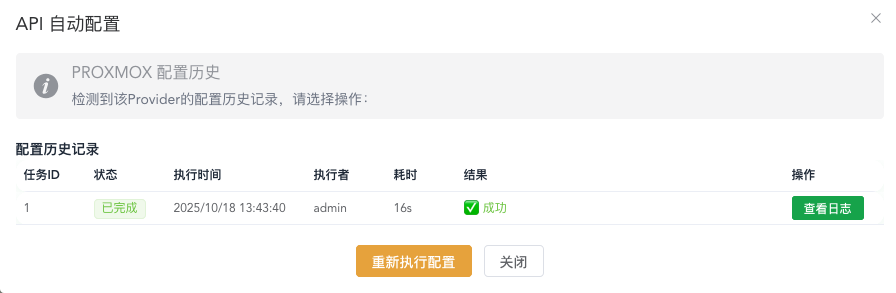 API 自动配置
PROXMOX 配置历史
检测到该Provider的配置历史记录，请选择操作：
配置历史记录
任务ID 状态 执行时间 执行者 耗时 结果 操作
1 已完成 2025/10/18 13:43:40 admin 16s ✅ 成功 查看日志
重新执行配置 关闭